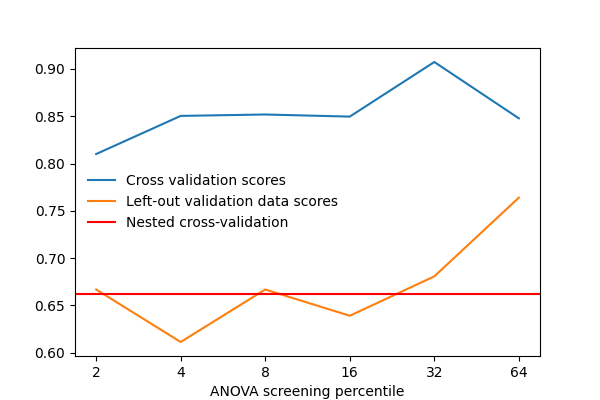 0.90
0.85
0.80
0.75
0.70
0.65
0.60
Cross validation scores
Left-out validation data scores
Nested cross-validation
2 4 8 16 32 64
ANOVA screening percentile